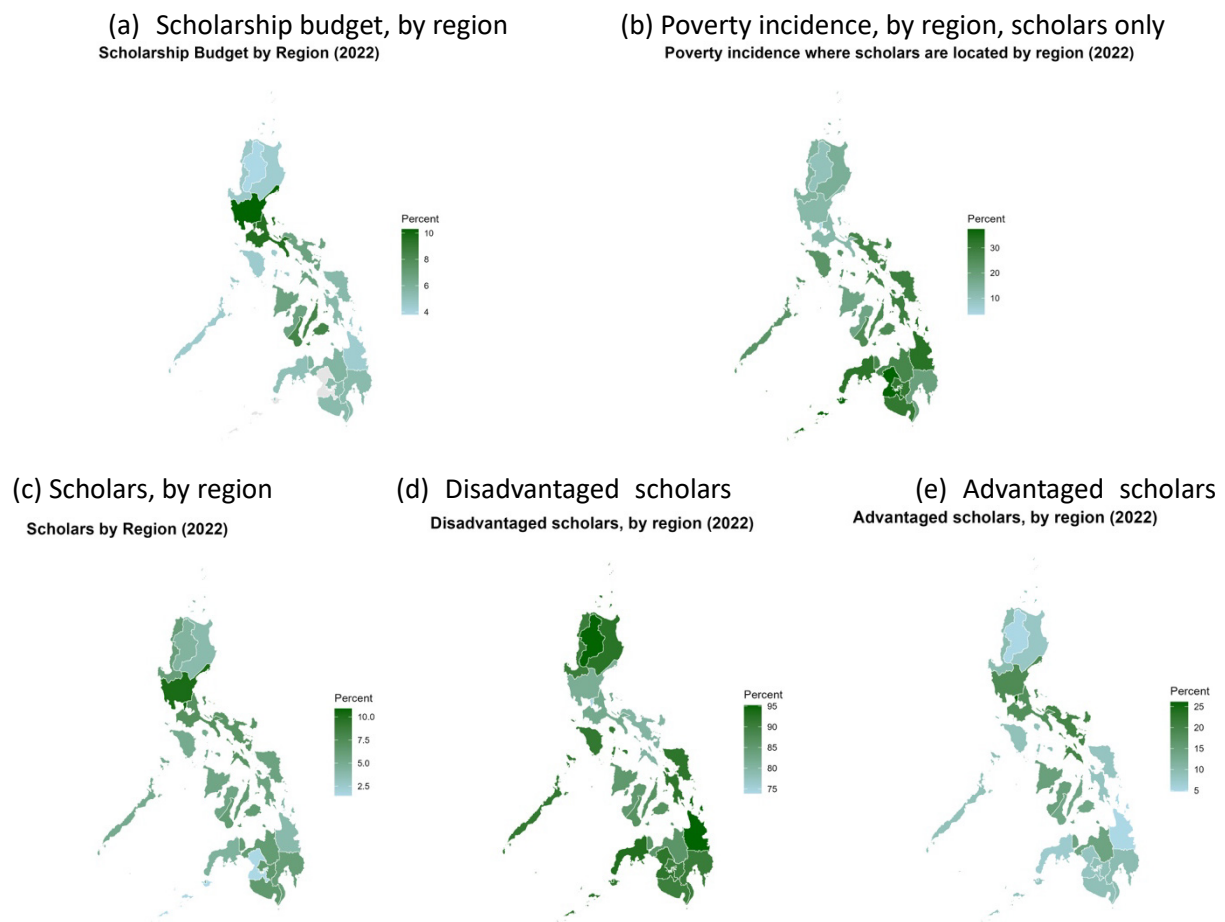 (a) Scholarship budget, by region
Scholarship Budget by Region (2022)
Percent
10
8
6
4
(b) Poverty incidence, by region, scholars only
Poverty incidence where scholars are located by region (2022)
Percent
30
20
10
(c) Scholars, by region
Scholars by Region (2022)
Percent
10.0
7.5
5.0
2.5
(d) Disadvantaged scholars
Disadvantaged scholars, by region (2022)
Percent
95
90
85
80
75
(e) Advantaged scholars
Advantaged scholars, by region (2022)
Percent
25
20
15
10
5